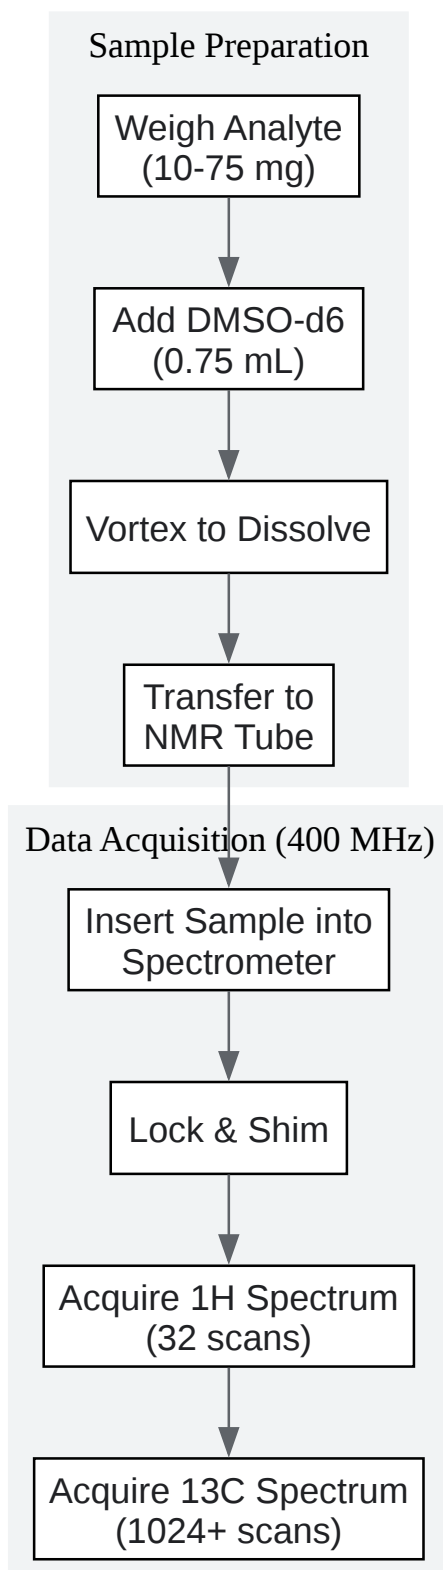 Sample Preparation
Weigh Analyte
(10-75 mg)
Add DMSO-d6
(0.75 mL)
Vortex to Dissolve
Transfer to
NMR Tube
Data Acquisition (400 MHz)
Insert Sample into
Spectrometer
Lock & Shim
Acquire 1H Spectrum
(32 scans)
Acquire 13C Spectrum
(1024+ scans)